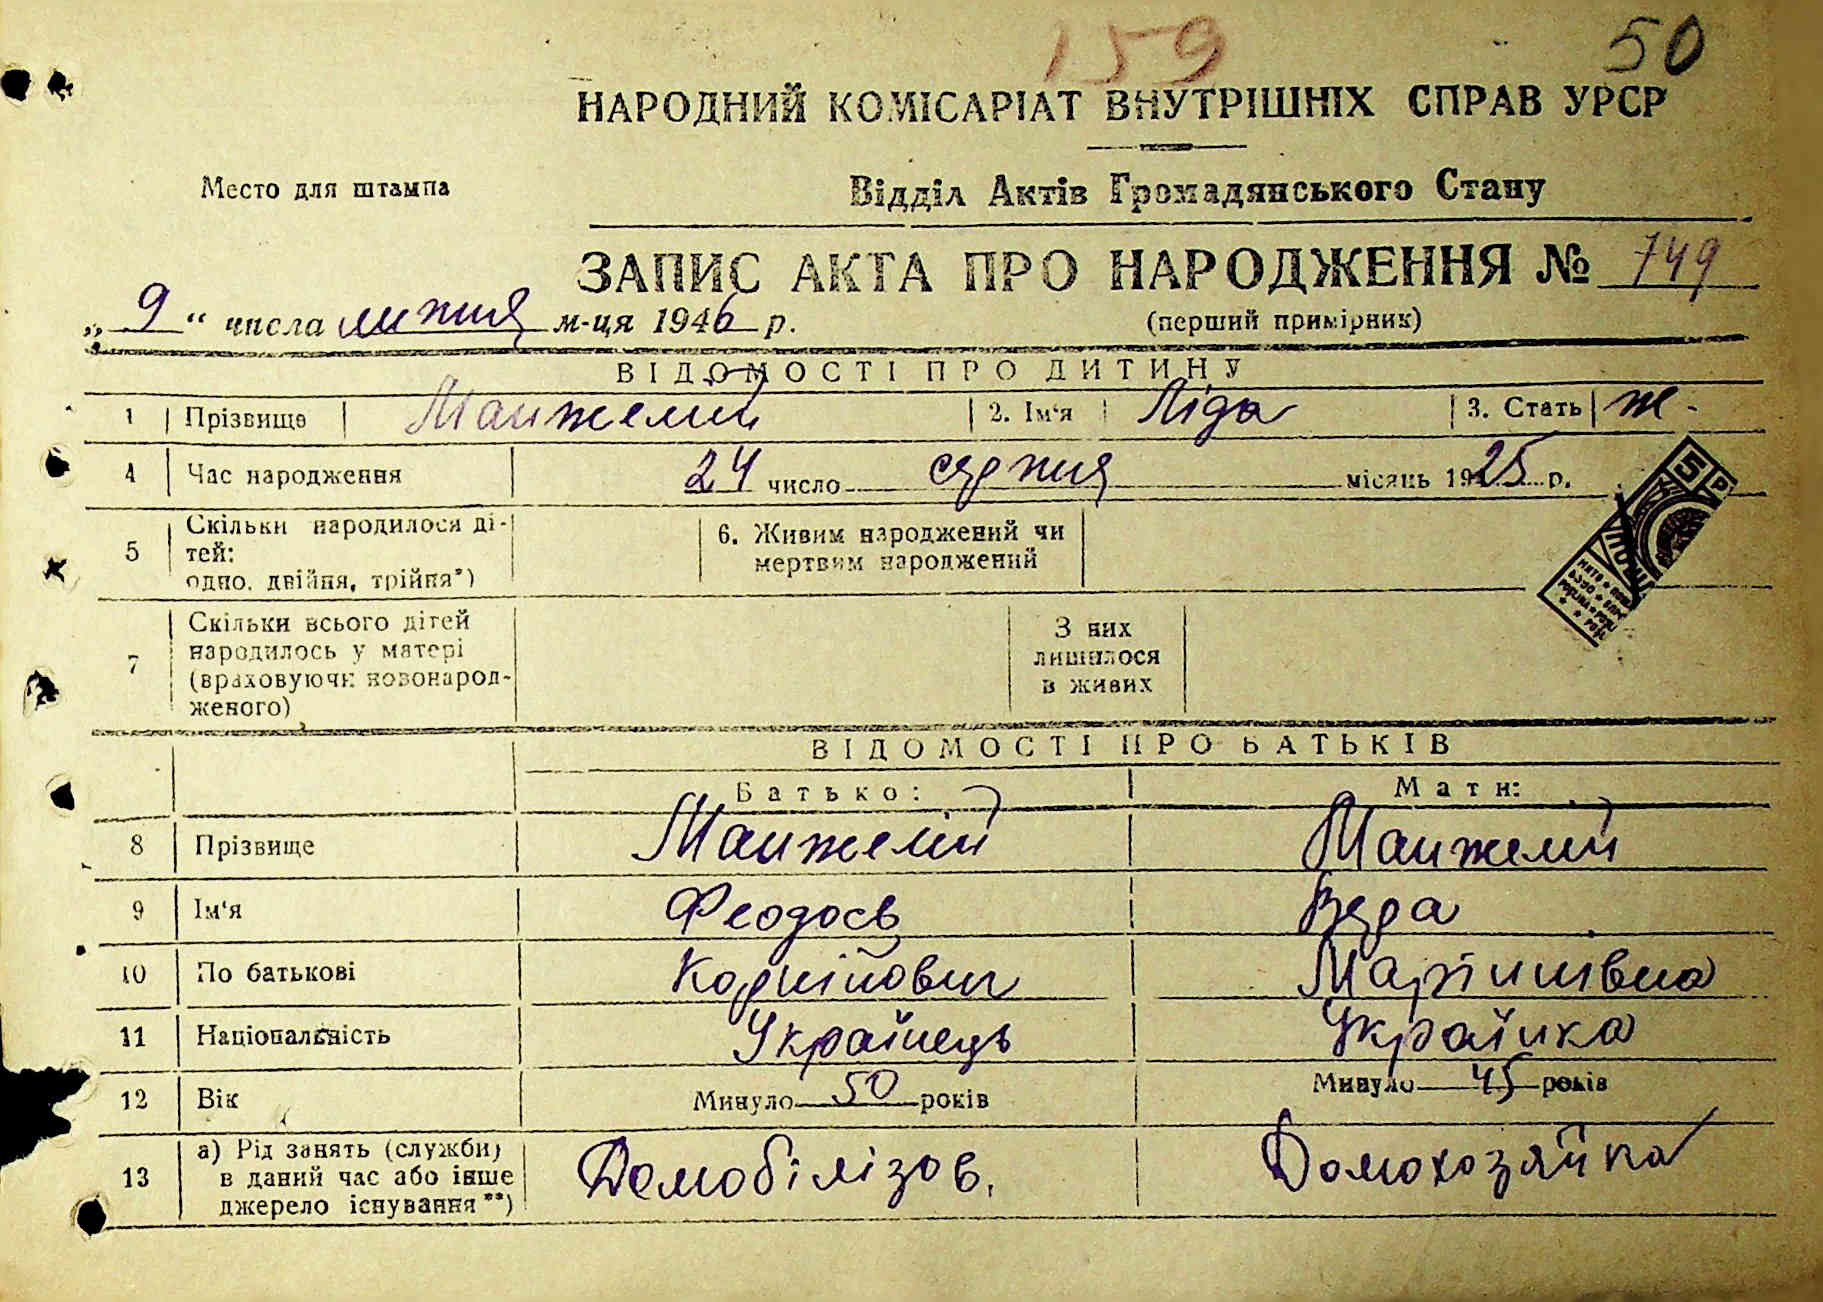 159 50
НАРОДНИЙ КОМІСАРІАТ ВНУТРІШНІХ СПРАВ УРСР
Место для штампа
Відділ Актів Громадянського Стану
ЗАПИС АКТА ПРО НАРОДЖЕННЯ № 749
„ 9 “ числа липня м-ця 1946 р. (перший примірник)
ВІДОМОСТІ ПРО ДИТИНУ
1 Прізвище Манжелій 2. Ім‘я Ліда 3. Стать ж.
4 Час народження 24 число серпня місяць 1925 р.
5 Скільки народилося ді-
тей:
одно, двійня, трійня*)
6. Живим народжений чи
мертвим народжений
7 Скільки всього дітей
народилось у матері
(враховуючи новонарод-
женого)
З них
лишилося
в живих
ВІДОМОСТІ ПРО БАТЬКІВ
Батько: Мати:
8 Прізвище Манжелій Манжелій
9 Ім‘я Феодось Вера
10 По батькові Корнійович
11 Національність Українець Українка
12 Вік Минуло 50 років Минуло 45 років
13 а) Рід занять (служби)
в даний час або інше
джерело існування**)
Демобілізов. Домохозяйка
5 Р